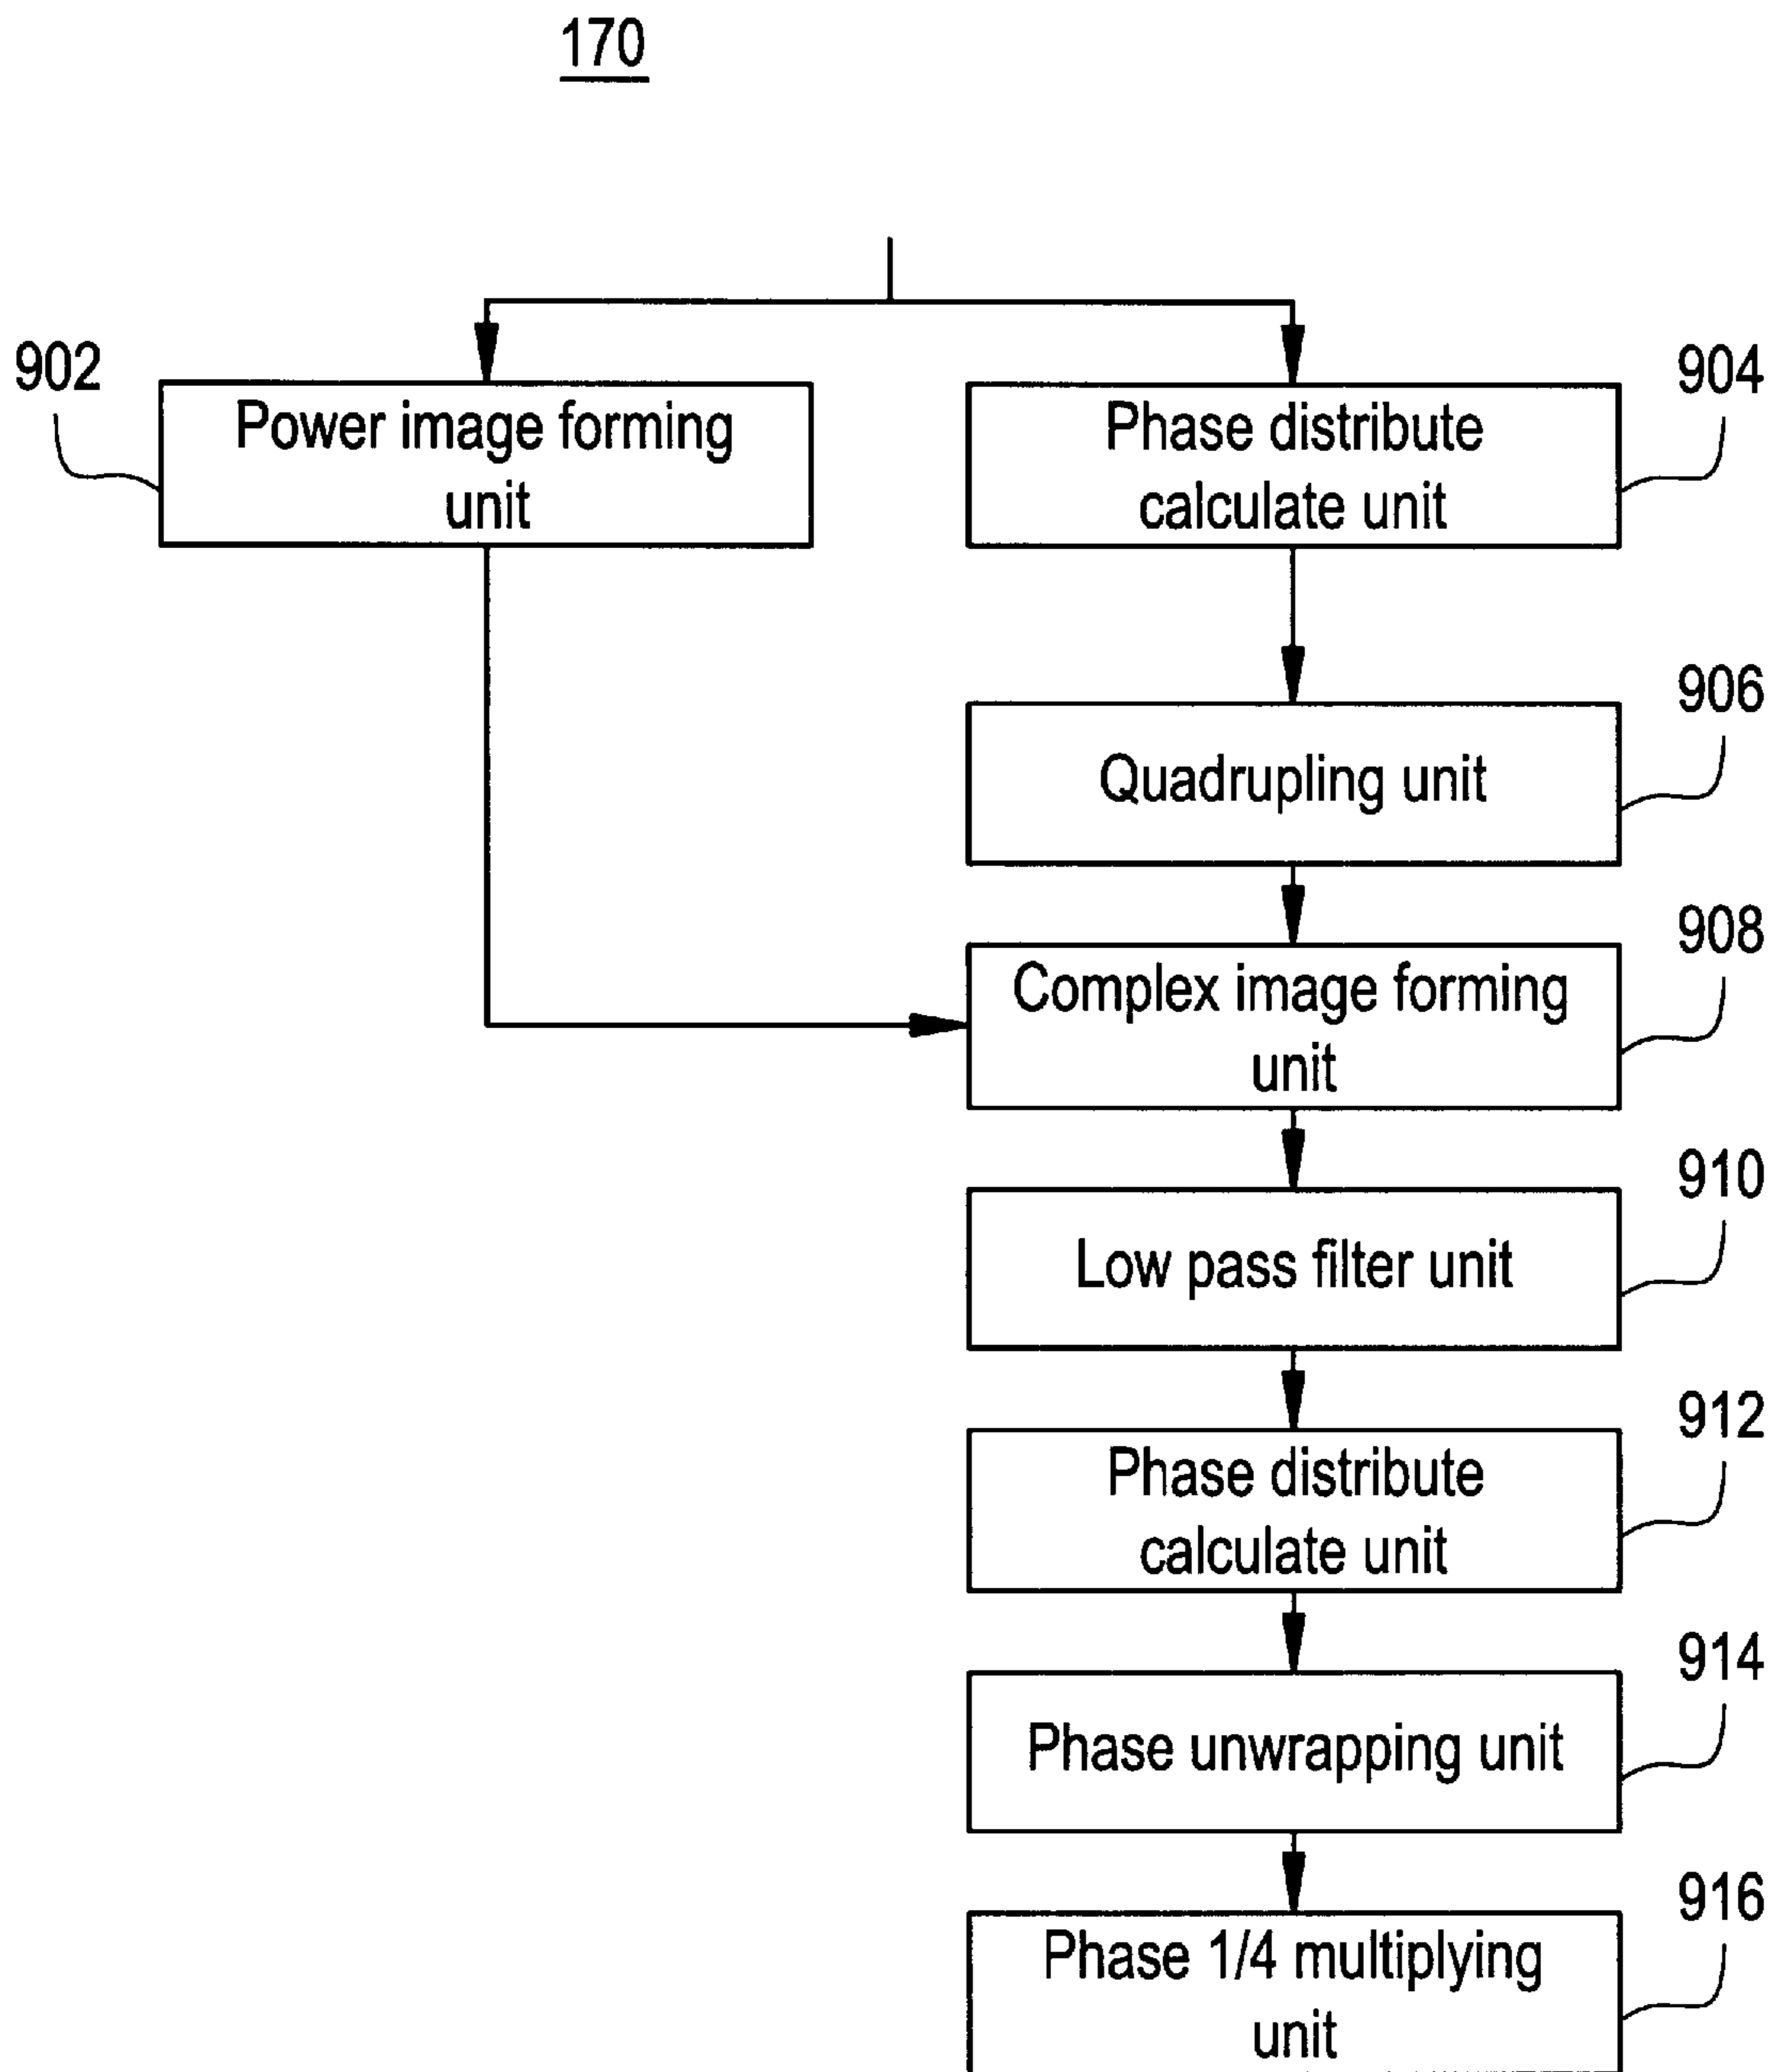 170
902
Power image forming
unit
904
Phase distribute
calculate unit
906
Quadrupling unit
908
Complex image forming
unit
910
Low pass filter unit
912
Phase distribute
calculate unit
914
Phase unwrapping unit
916
Phase 1/4 multiplying
unit